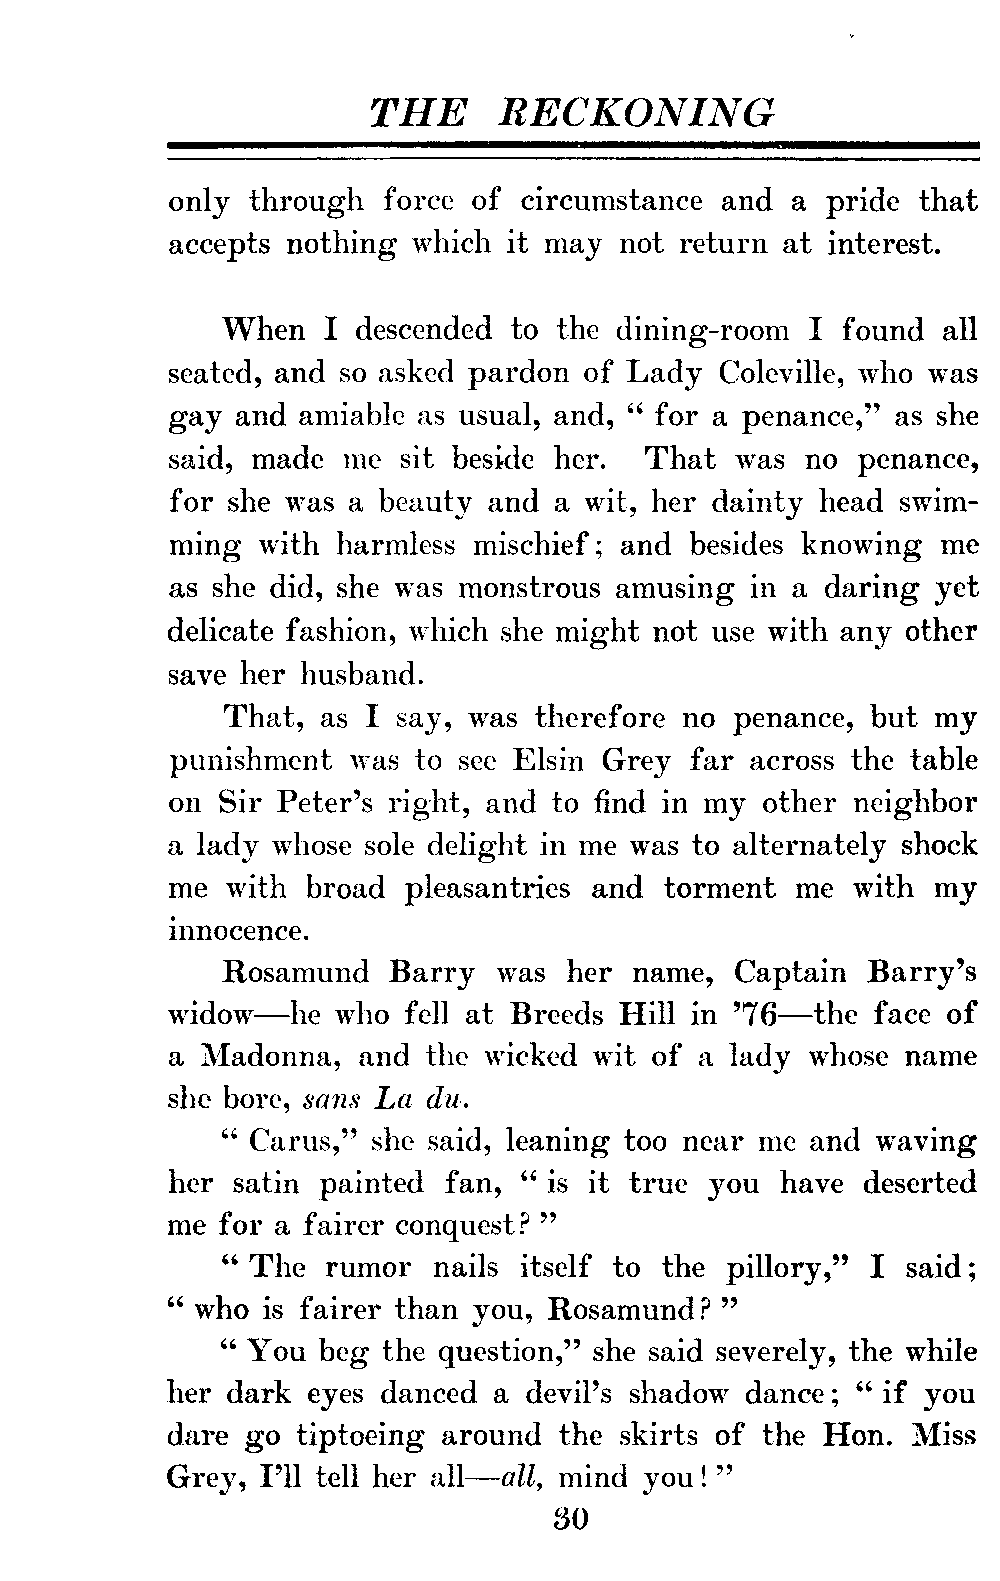 THE RECKONING
only through force of circumstance and a pride that
accepts nothing which it may not return at interest.
When I descended to the dining-room I found all
seated, and so asked pardon of Lady Coleville, who was
gay and amiable as usual, and, “ for a penance,” as she
said, made me sit beside her. That was no penance,
for she was a beauty and a wit, her dainty head swim-
ming with harmless mischief; and besides knowing me
as she did, she was monstrous amusing in a daring yet
delicate fashion, which she might not use with any other
save her husband.
That, as I say, was therefore no penance, but my
punishment was to see Elsin Grey far across the table
on Sir Peter’s right, and to find in my other neighbor
a lady whose sole delight in me was to alternately shock
me with broad pleasantries and torment me with my
innocence.
Rosamund Barry was her name, Captain Barry’s
widow—he who fell at Breeds Hill in ’76—the face of
a Madonna, and the wicked wit of a lady whose name
she bore, sans La du.
“ Carus,” she said, leaning too near me and waving
her satin painted fan, “ is it true you have deserted
me for a fairer conquest? ”
“ The rumor nails itself to the pillory,” I said;
“ who is fairer than you, Rosamund? ”
“ You beg the question,” she said severely, the while
her dark eyes danced a devil’s shadow dance; “ if you
dare go tiptoeing around the skirts of the Hon. Miss
Grey, I’ll tell her all—all, mind you! ”
30